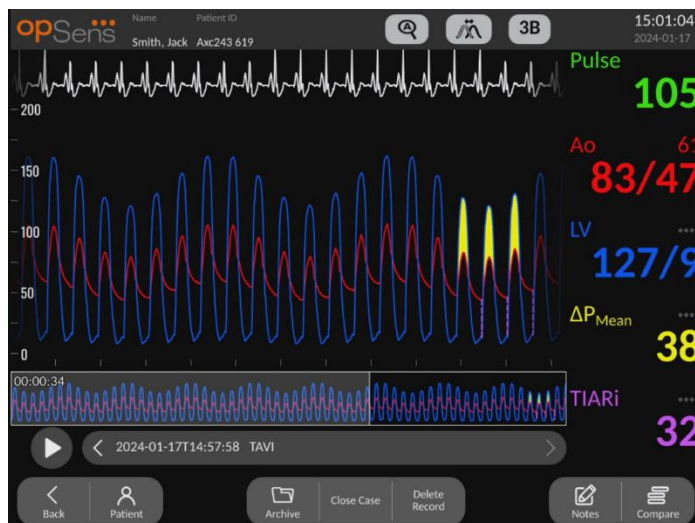 opSens
Name
Patient ID
Smith, Jack
Axc243 619
3B
15:01:04
2024-01-17
Pulse
105
Ao
61
83/47
LV
127/9
ΔPMean
38
TIARi
32
200
150
100
50
0
00:00:34
2024-01-17T14:57:58 TAVI
Back
Patient
Archive
Close Case
Delete
Record
Notes
Compare